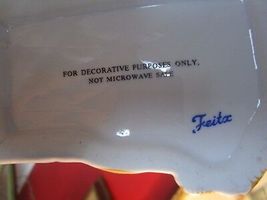 FOR DECORATIVE PURPOSES ONLY,
NOT MICROWAVE SAFE
Feitx